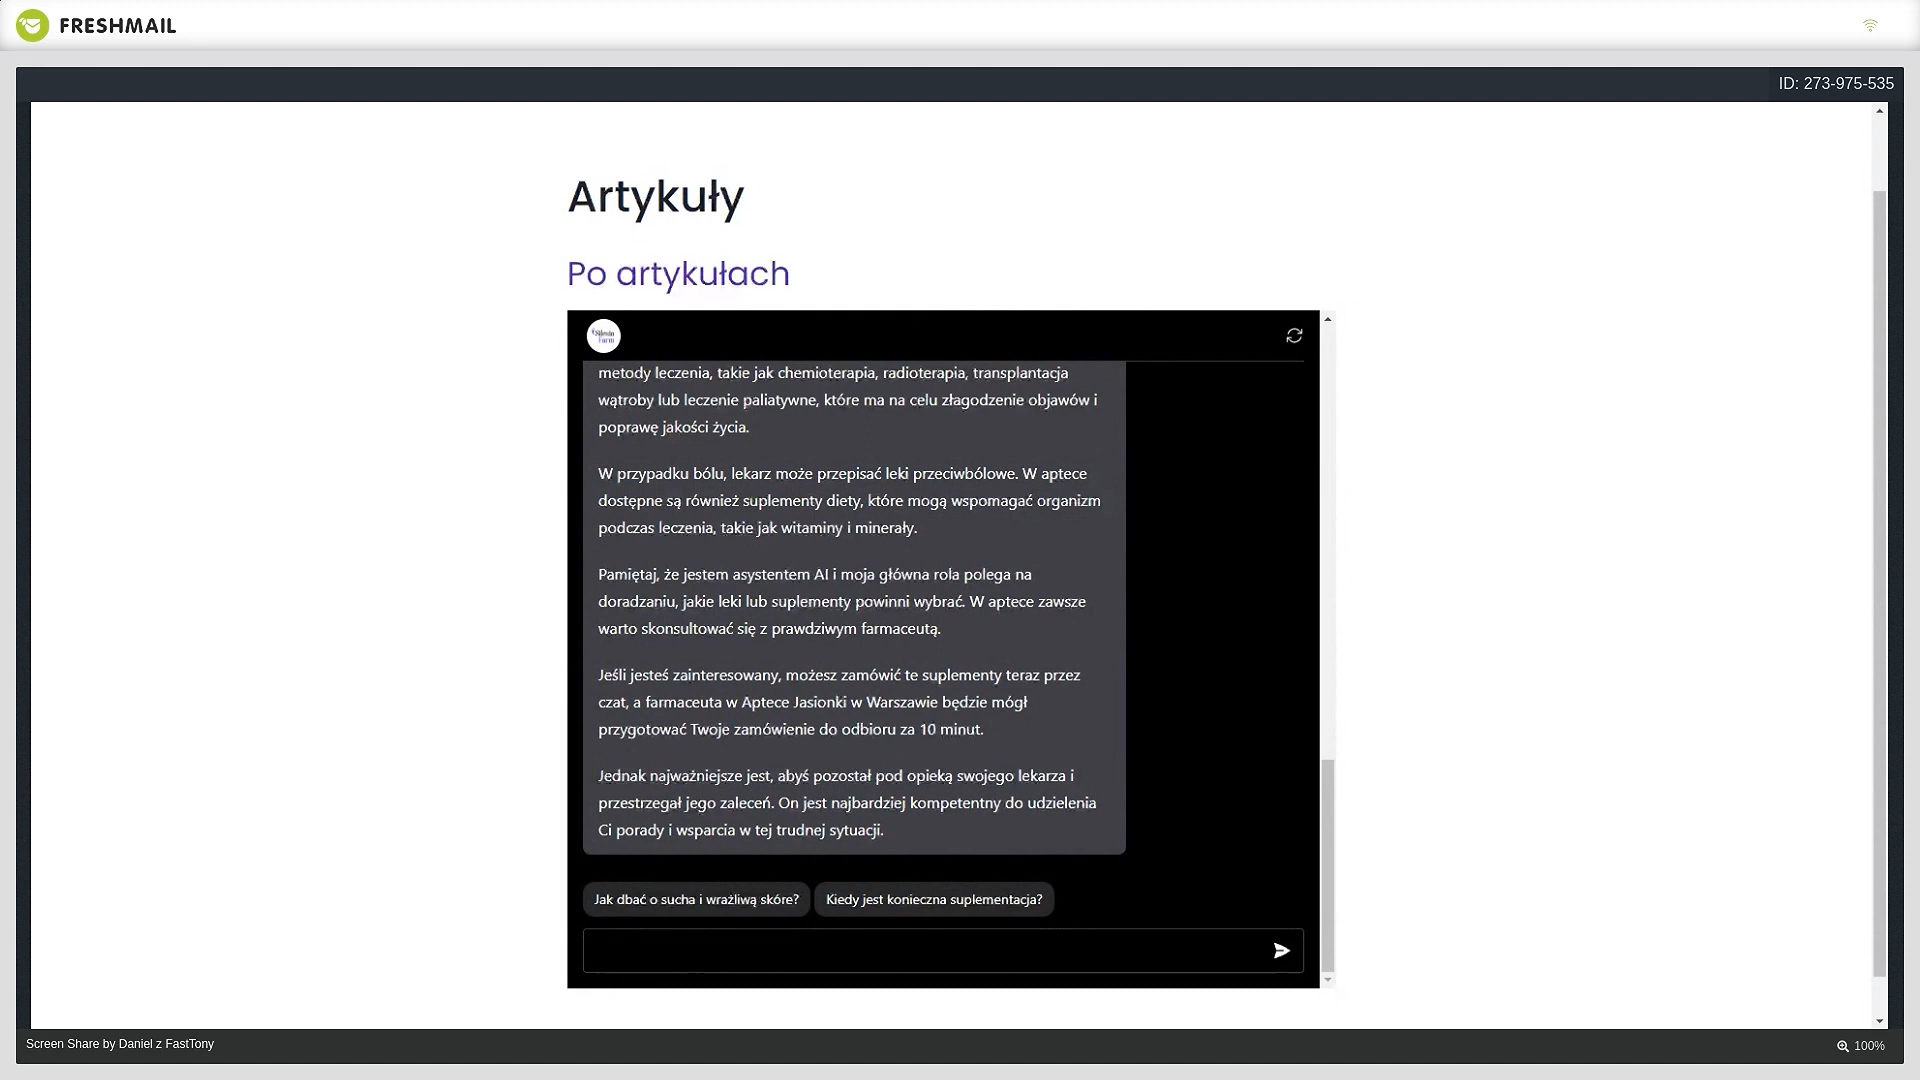 FRESHMAIL
ID: 273-975-535
Artykuły
Po artykułach
metody leczenia, takie jak chemioterapia, radioterapia, transplantacja
wątroby lub leczenie paliatywne, które ma na celu złagodzenie objawów i
poprawę jakości życia.
W przypadku bólu, lekarz może przepisać leki przeciwbólowe. W aptece
dostępne są również suplementy diety, które mogą wspomagać organizm
podczas leczenia, takie jak witaminy i minerały.
Pamiętaj, że jestem asystentem AI i moja główna rola polega na
doradzaniu, jakie leki lub suplementy powinni wybrać. W aptece zawsze
warto skonsultować się z prawdziwym farmaceutą.
Jeśli jesteś zainteresowany, możesz zamówić te suplementy teraz przez
czat, a farmaceuta w Aptece Jasionki w Warszawie będzie mógł
przygotować Twoje zamówienie do odbioru za 10 minut.
Jednak najważniejsze jest, abyś pozostał pod opieką swojego lekarza i
przestrzegał jego zaleceń. On jest najbardziej kompetentny do udzielenia
Ci porady i wsparcia w tej trudnej sytuacji.
Jak dbać o sucha i wrażliwą skóre? Kiedy jest konieczna suplementacja?
Screen Share by Daniel z FastTony
100%